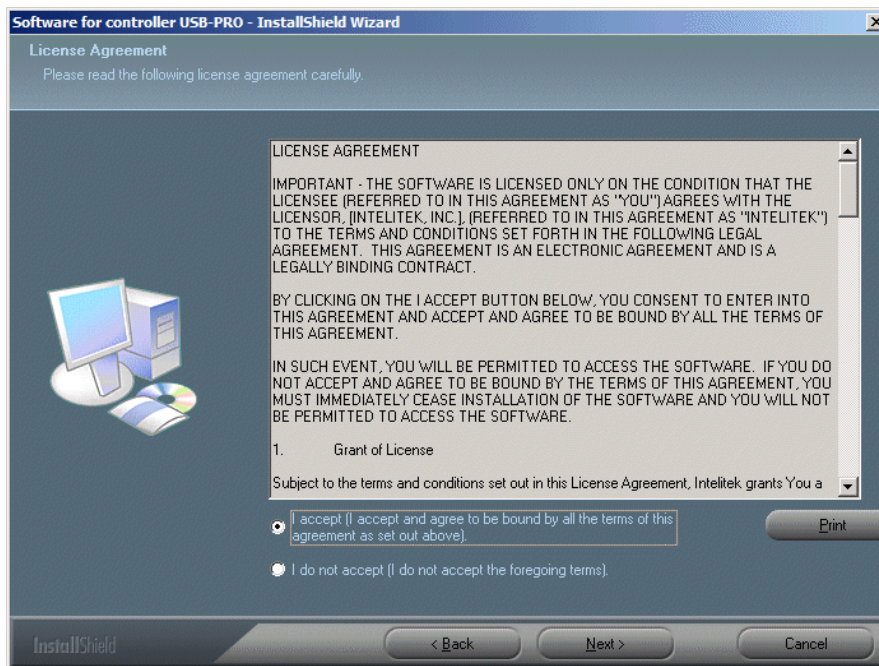 Software for controller USB-PRO - InstallShield Wizard
License Agreement
Please read the following license agreement carefully.
LICENSE AGREEMENT
IMPORTANT - THE SOFTWARE IS LICENSED ONLY ON THE CONDITION THAT THE
LICENSEE (REFERRED TO IN THIS AGREEMENT AS "YOU") AGREES WITH THE
LICENSOR, [INTELITEK, INC.], (REFERRED TO IN THIS AGREEMENT AS "INTELITEK")
TO THE TERMS AND CONDITIONS SET FORTH IN THE FOLLOWING LEGAL
AGREEMENT. THIS AGREEMENT IS AN ELECTRONIC AGREEMENT AND IS A
LEGALLY BINDING CONTRACT.
BY CLICKING ON THE I ACCEPT BUTTON BELOW, YOU CONSENT TO ENTER INTO
THIS AGREEMENT AND ACCEPT AND AGREE TO BE BOUND BY ALL THE TERMS OF
THIS AGREEMENT.
IN SUCH EVENT, YOU WILL BE PERMITTED TO ACCESS THE SOFTWARE. IF YOU DO
NOT ACCEPT AND AGREE TO BE BOUND BY THE TERMS OF THIS AGREEMENT, YOU
MUST IMMEDIATELY CEASE INSTALLATION OF THE SOFTWARE AND YOU WILL NOT
BE PERMITTED TO ACCESS THE SOFTWARE.
1. Grant of License
Subject to the terms and conditions set out in this License Agreement, Intelitek grants You a
I accept (I accept and agree to be bound by all the terms of this
agreement as set out above).
Print
I do not accept (I do not accept the foregoing terms).
InstallShield
< Back
Next >
Cancel